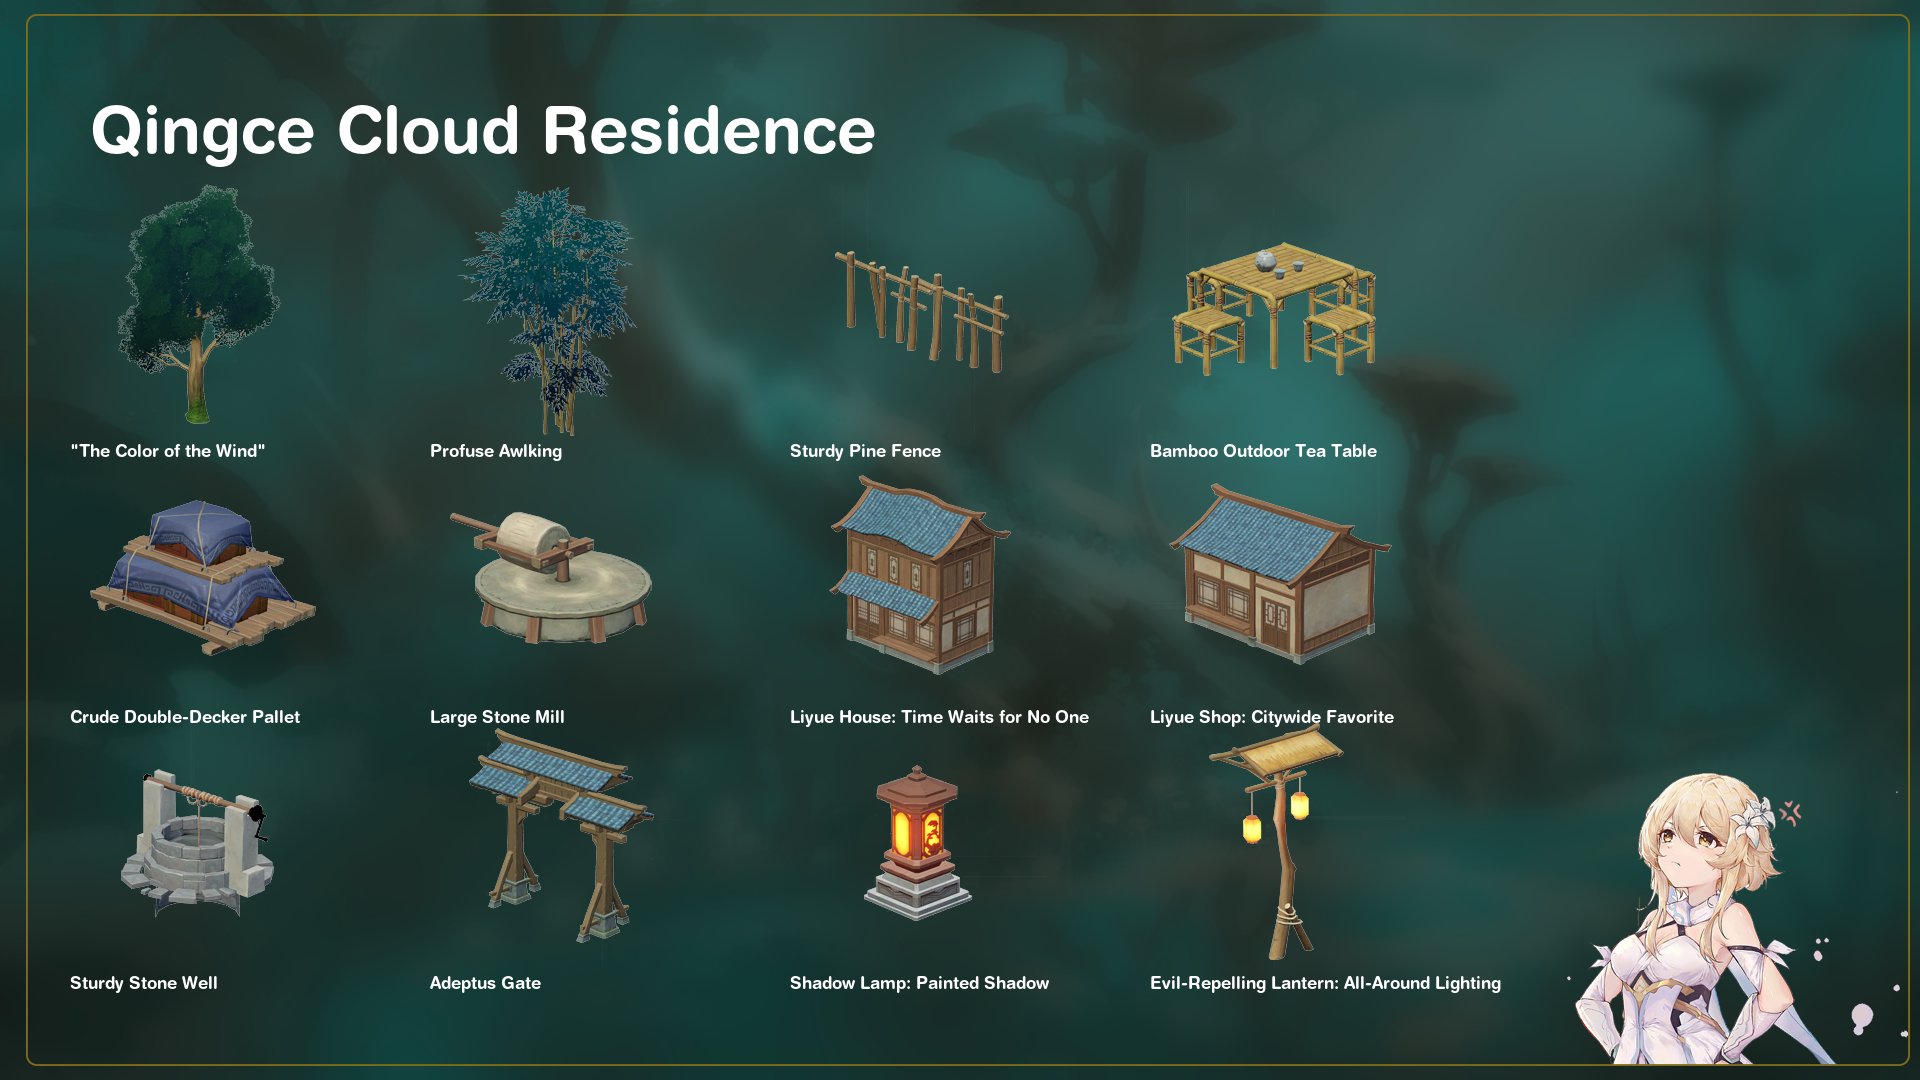 Qingce Cloud Residence
"The Color of the Wind"
Profuse Awlking
Sturdy Pine Fence
Bamboo Outdoor Tea Table
Crude Double-Decker Pallet
Large Stone Mill
Liyue House: Time Waits for No One
Liyue Shop: Citywide Favorite
Sturdy Stone Well
Adeptus Gate
Shadow Lamp: Painted Shadow
Evil-Repelling Lantern: All-Around Lighting